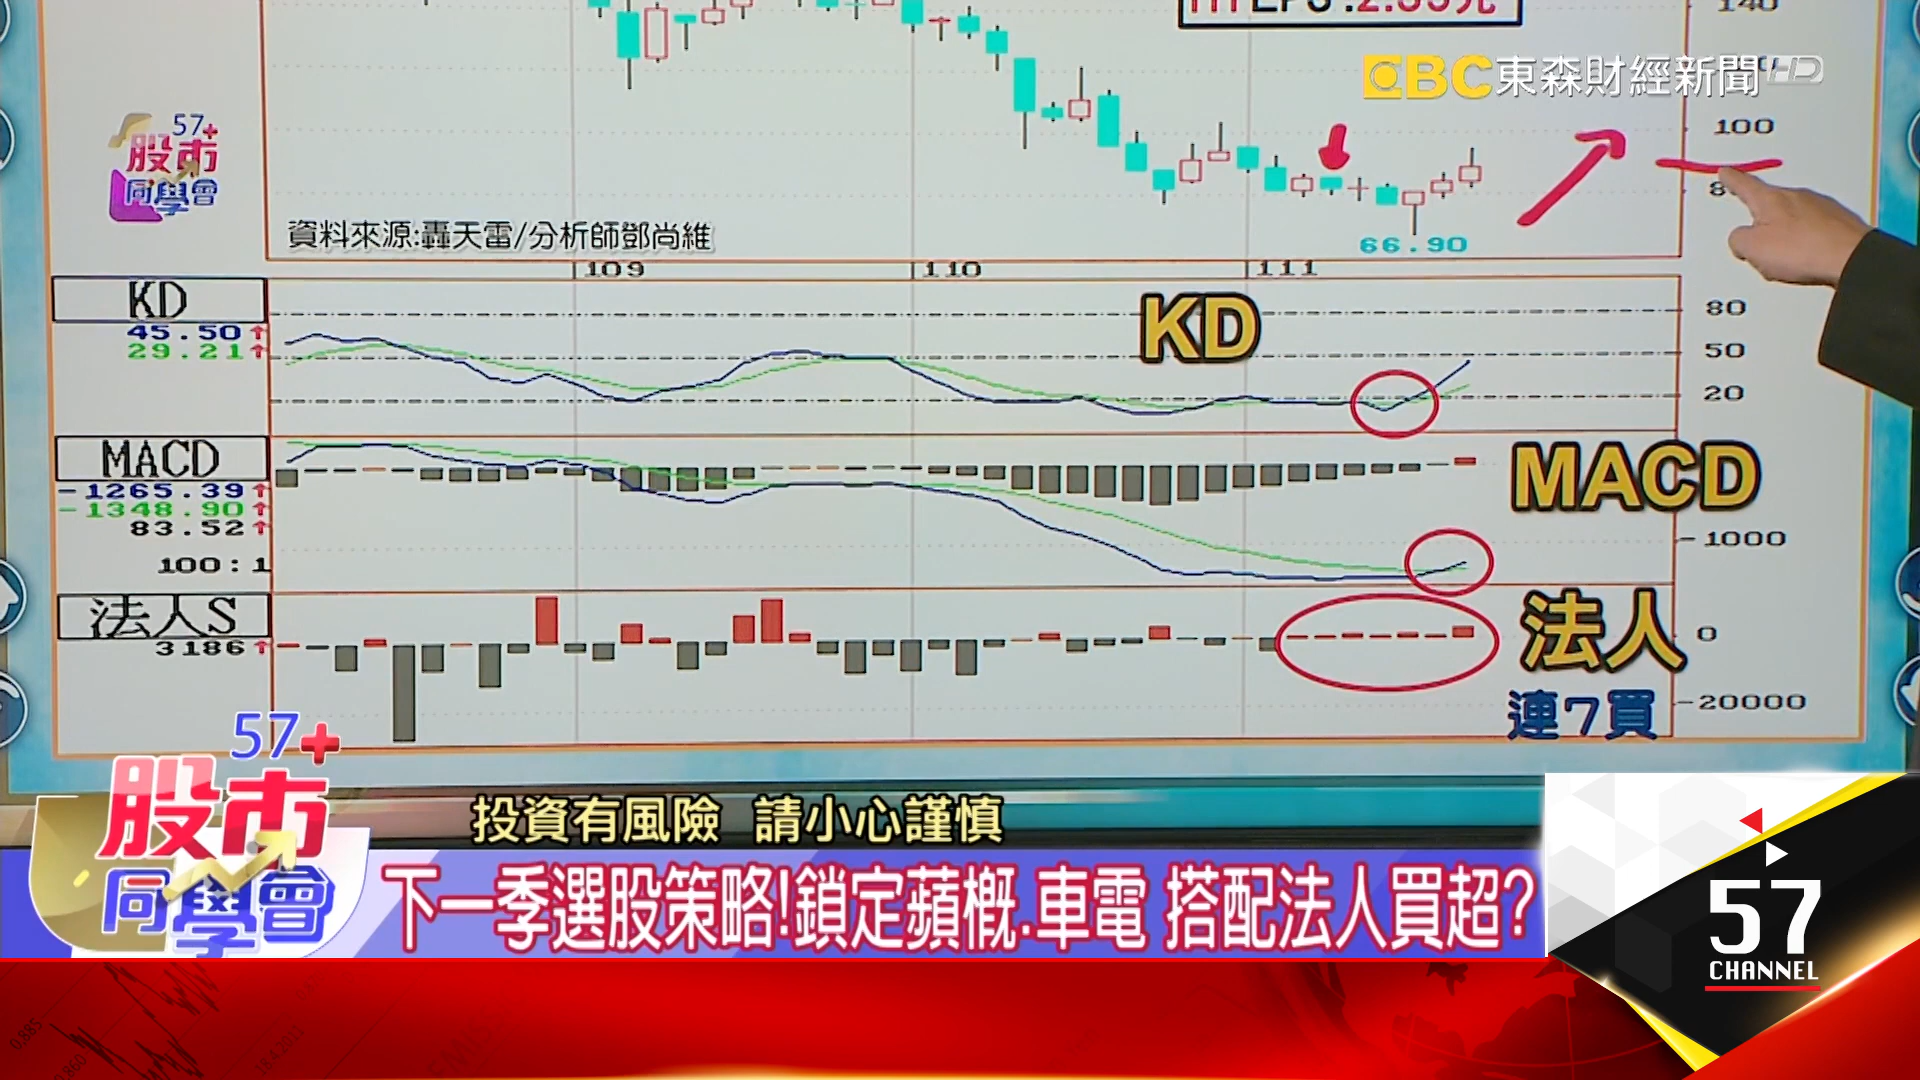 140
EBC東森財經新聞HD
57+
股市
同學會
100
資料來源:轟天雷/分析師鄧尚維
66.90
109
110
111
KD
45.50↑
29.21↑
KD
80
50
20
MACD
-1265.39↑
-1348.90↑
83.52↑
100:1
MACD
-1000
法人S
3186↑
法人
連7買
0
-20000
57+
股市
同學會
投資有風險 請小心謹慎
下一季選股策略!鎖定蘋概.車電 搭配法人買超?
57
CHANNEL